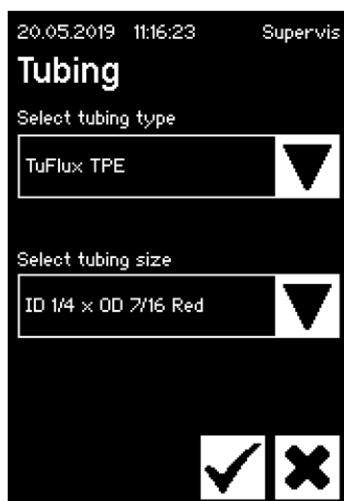 20.05.2019 11:16:23 Supervis
Tubing
Select tubing type
TuFlux TPE
Select tubing size
ID 1/4 x OD 7/16 Red